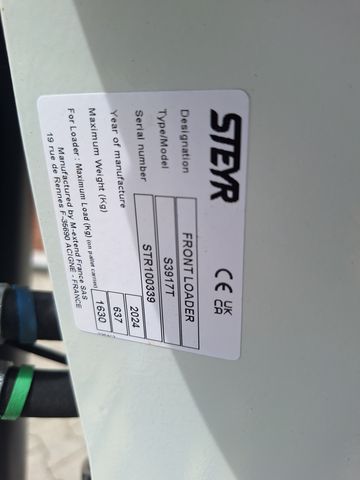 STEYR
CE UK CA
Designation FRONT LOADER
Type/Model S3917T
Serial number STR100339
Year of manufacture 2024
Maximum Weight (Kg) 637
For Loader : Maximum Load (Kg) (on pallet carrier) 1630
Manufactured by M-extend France SAS
19 rue de Rennes F-35690 ACIGNE - FRANCE